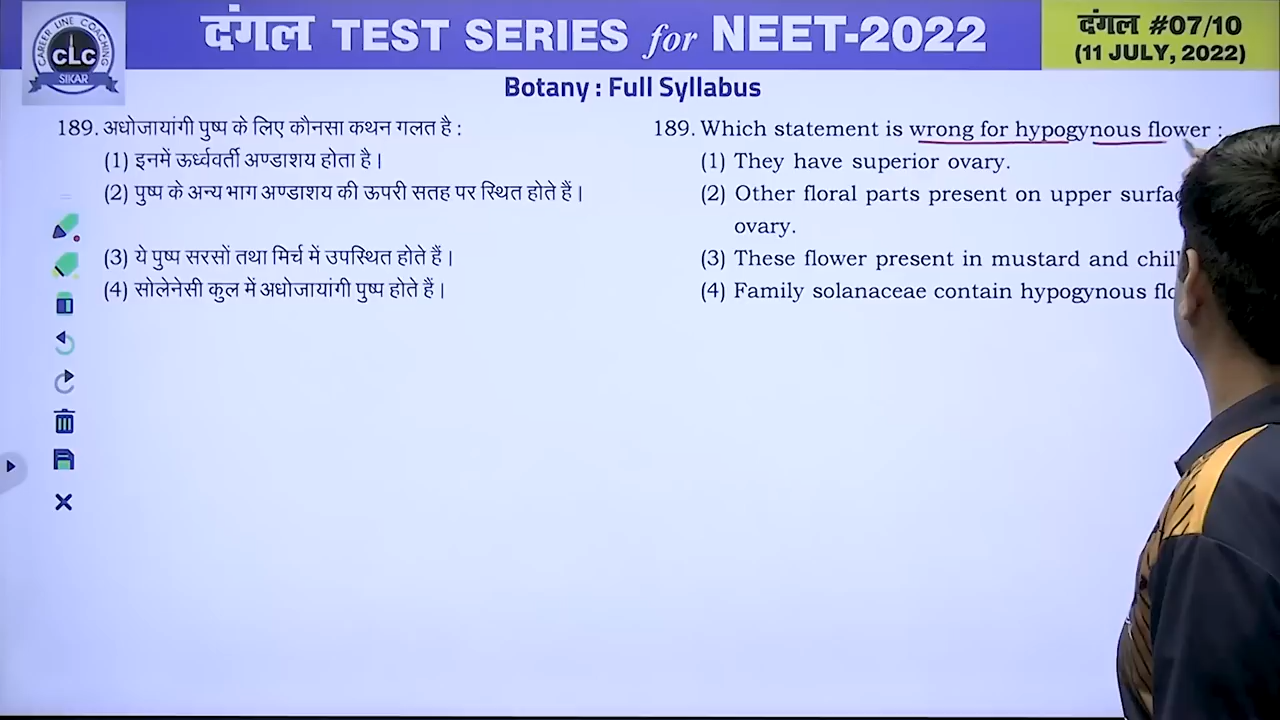 CAREER LINE COACHING
CLC
SIKAR
दंगल TEST SERIES for NEET-2022
दंगल #07/10
(11 JULY, 2022)
Botany : Full Syllabus
189. अधोजायांगी पुष्प के लिए कौनसा कथन गलत है :
(1) इनमें ऊर्ध्ववर्ती अण्डाशय होता है।
(2) पुष्प के अन्य भाग अण्डाशय की ऊपरी सतह पर स्थित होते हैं।
(3) ये पुष्प सरसों तथा मिर्च में उपस्थित होते हैं।
(4) सोलेनेसी कुल में अधोजायांगी पुष्प होते हैं।
189. Which statement is wrong for hypogynous flower :
(1) They have superior ovary.
(2) Other floral parts present on upper
ovary.
(3) These flower present in mustard and
(4) Family solanaceae contain hypogynous